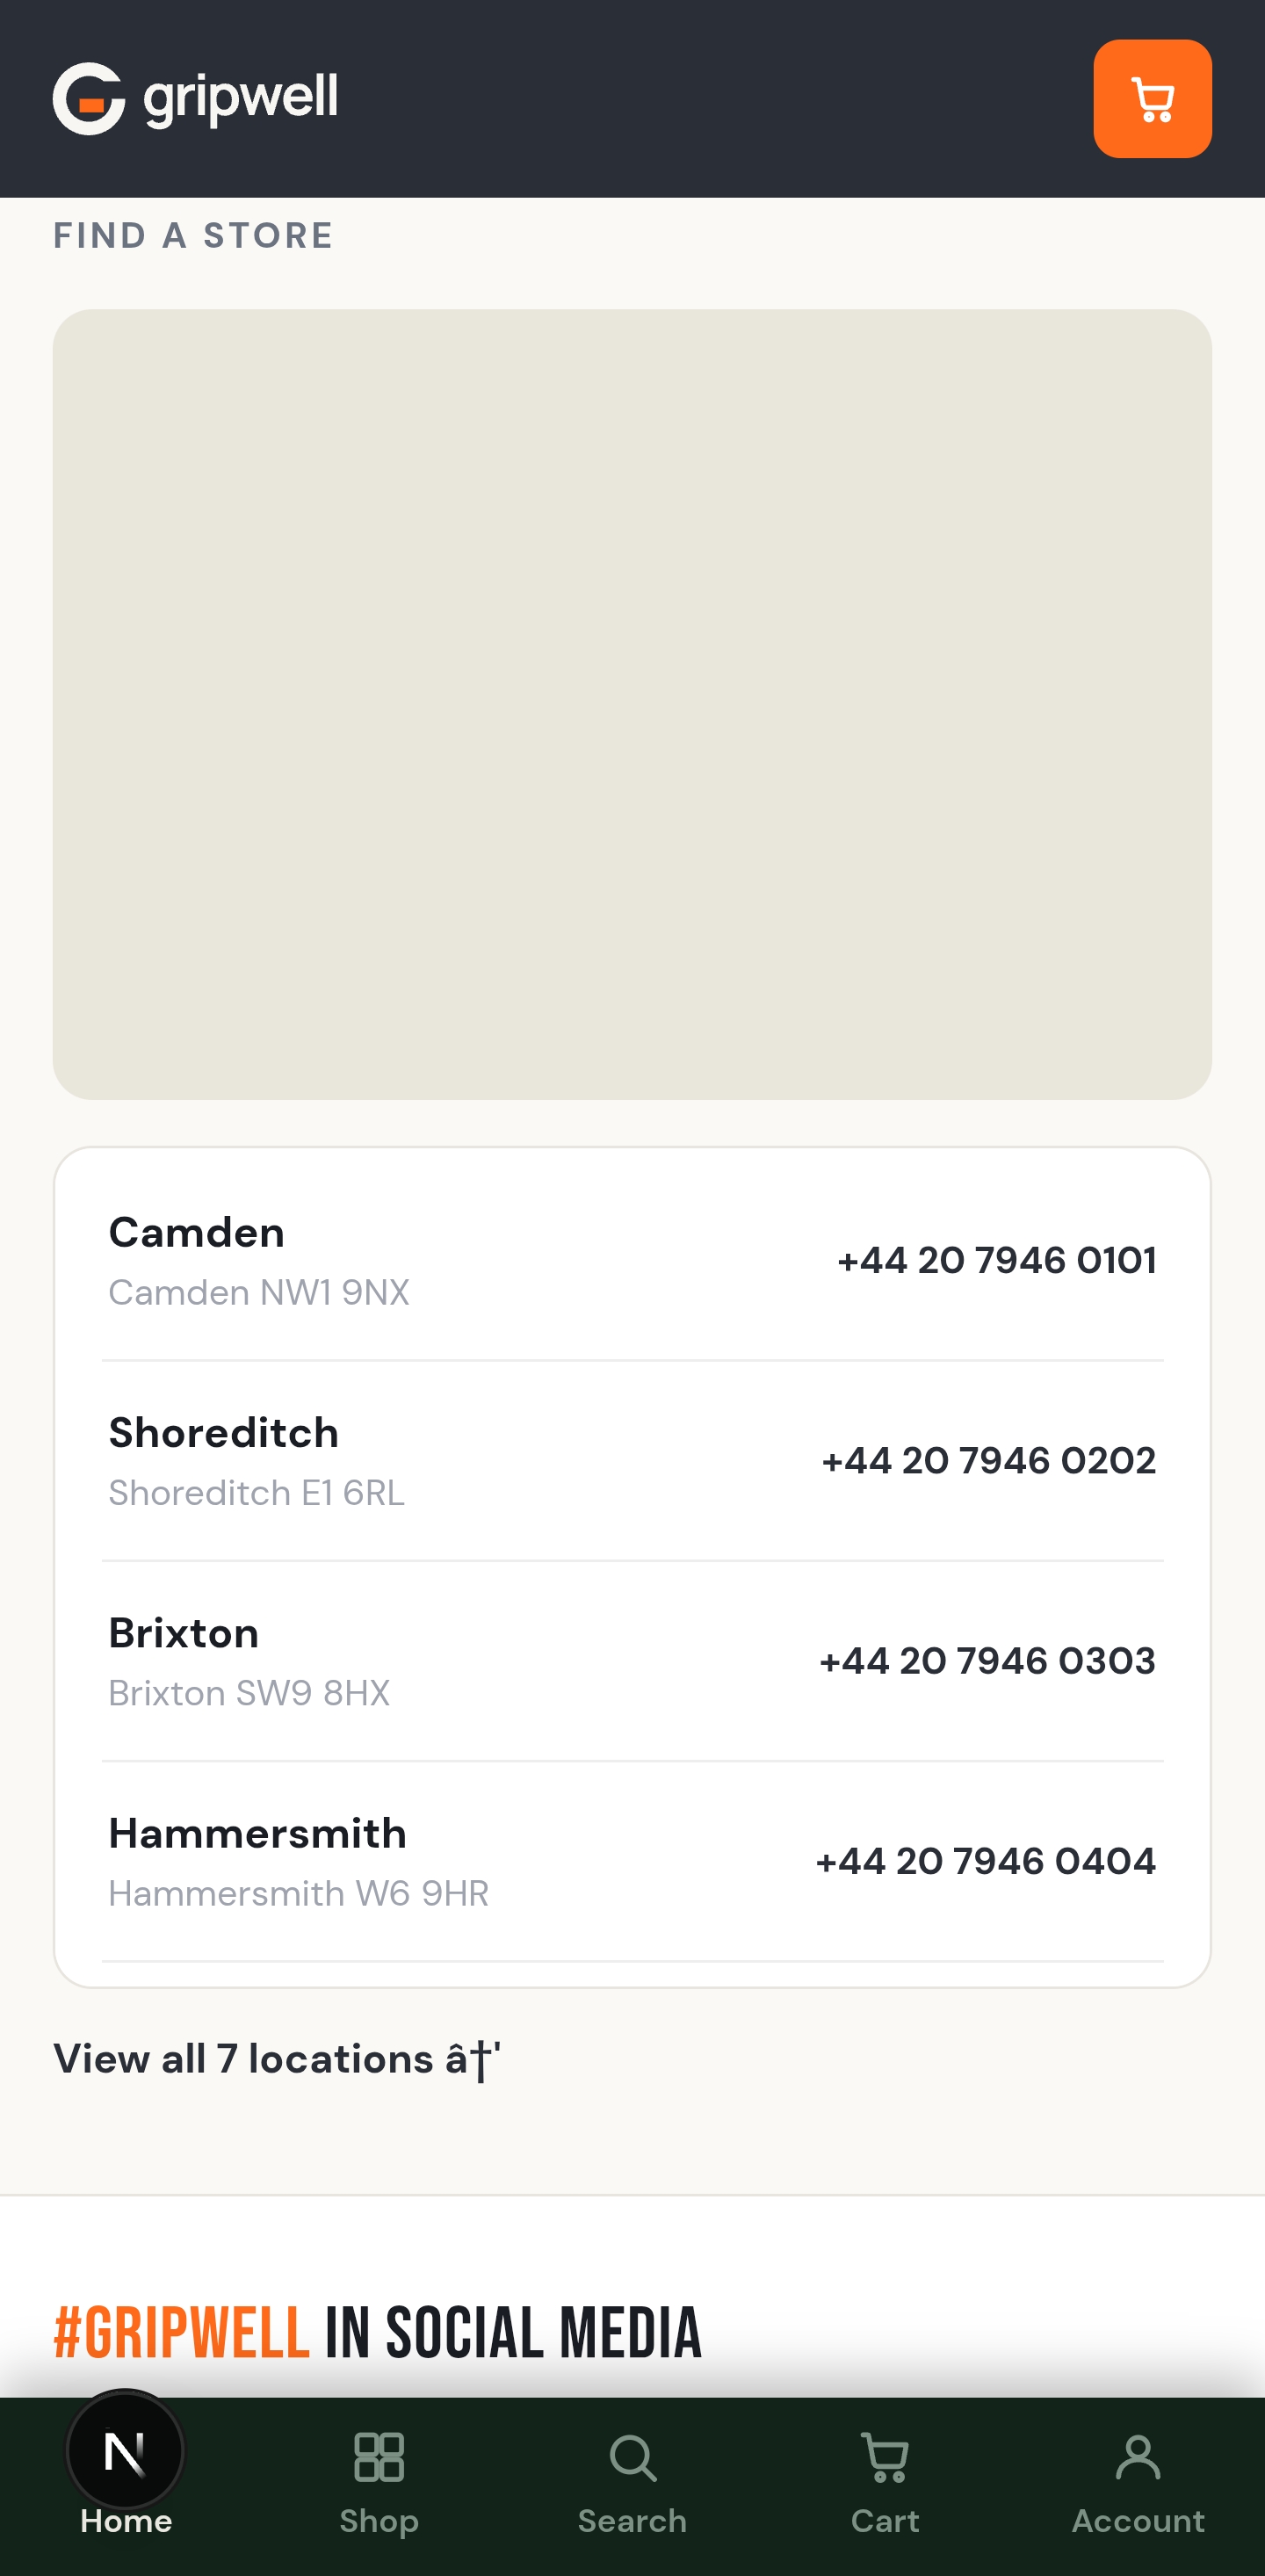 gripwell
FIND A STORE
Camden
Camden NW1 9NX
+44 20 7946 0101
Shoreditch
Shoreditch E1 6RL
+44 20 7946 0202
Brixton
Brixton SW9 8HX
+44 20 7946 0303
Hammersmith
Hammersmith W6 9HR
+44 20 7946 0404
View all 7 locations â†'
#GRIPWELL IN SOCIAL MEDIA
N
Home
Shop
Search
Cart
Account